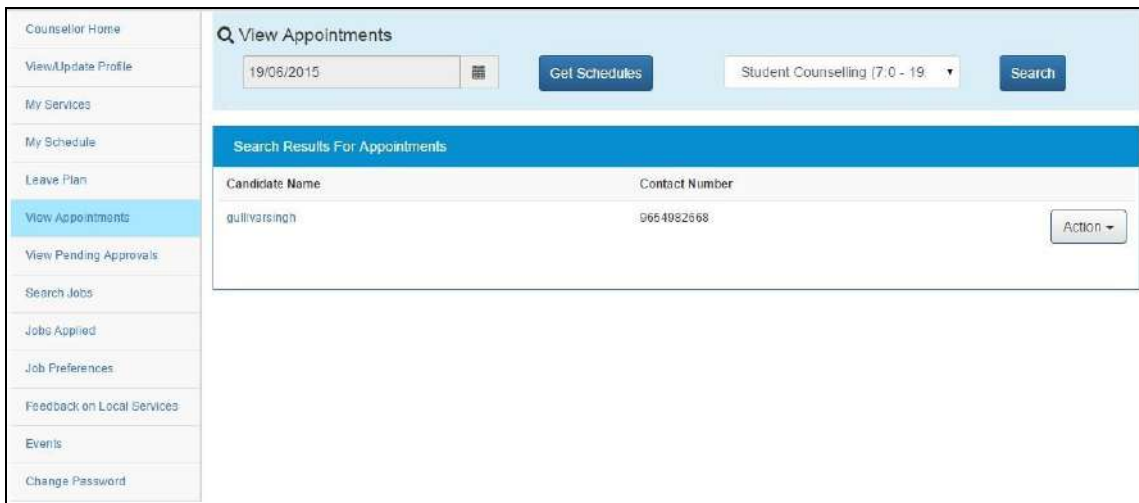 Counsellor Home
View/Update Profile
My Services
My Schedule
Leave Plan
View Appointments
View Pending Approvals
Search Jobs
Jobs Applied
Job Preferences
Feedback on Local Services
Events
Change Password
View Appointments
19/06/2015
Get Schedules
Student Counselling (7:0 - 19
Search
Search Results For Appointments
Candidate Name Contact Number
gullivarsingh 9654982668
Action